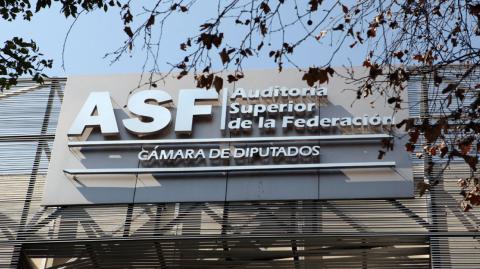 ASF
Auditoría
Superior
de la Federación
CÁMARA DE DIPUTADOS